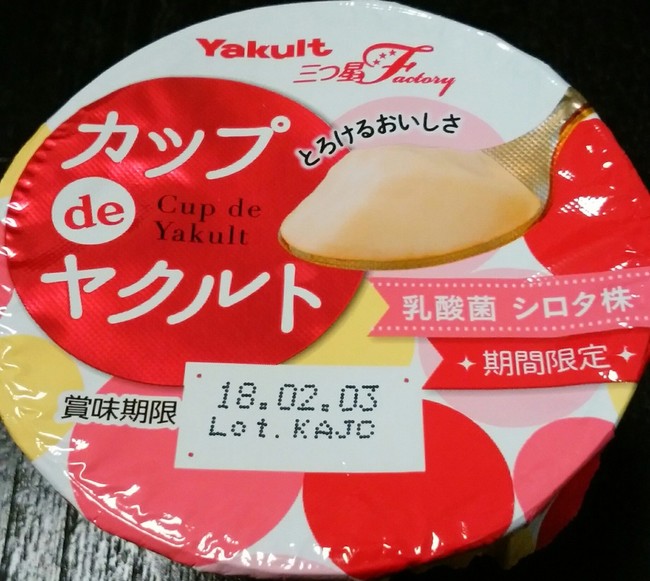 Yakult
三つ星Factory
カップ
de
ヤクルト
Cup de
Yakult
とろけるおいしさ
乳酸菌 シロタ株
期間限定
賞味期限
18.02.03
Lot.KAJC